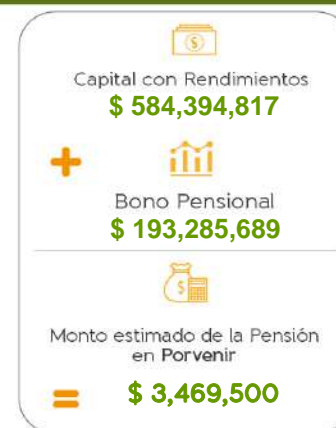 Capital con Rendimientos
$ 584,394,817
+
Bono Pensional
$ 193,285,689
Monto estimado de la Pensión
en Porvenir
= $ 3,469,500